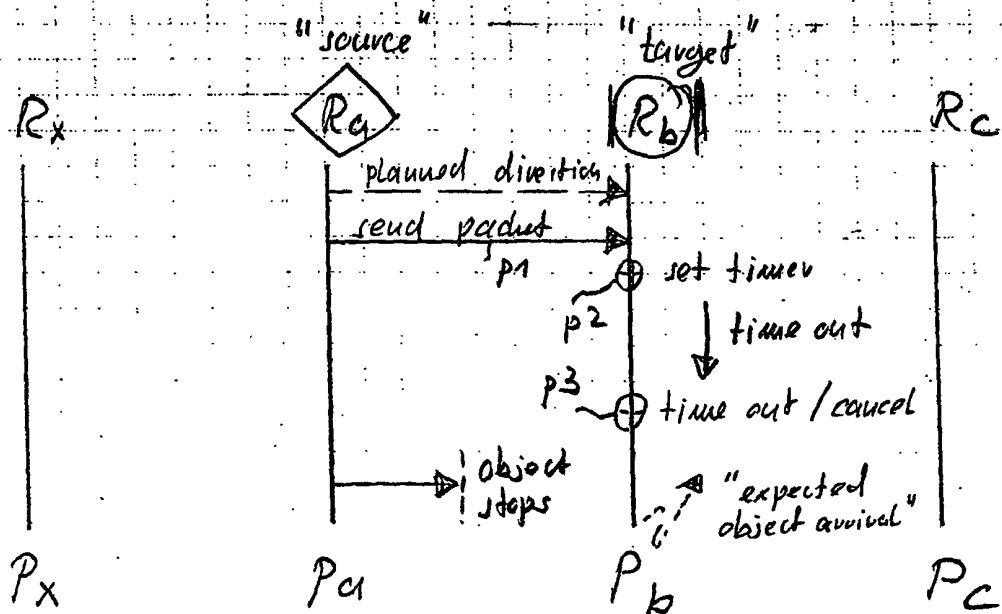 "source"
"target"
Rx
Ra
Rb
Rc
planned direction
send packet
p1
set timer
p2
time out
p3
time out / cancel
object
stops
"expected
object arrival"
Px
Pa
Pb
Pc